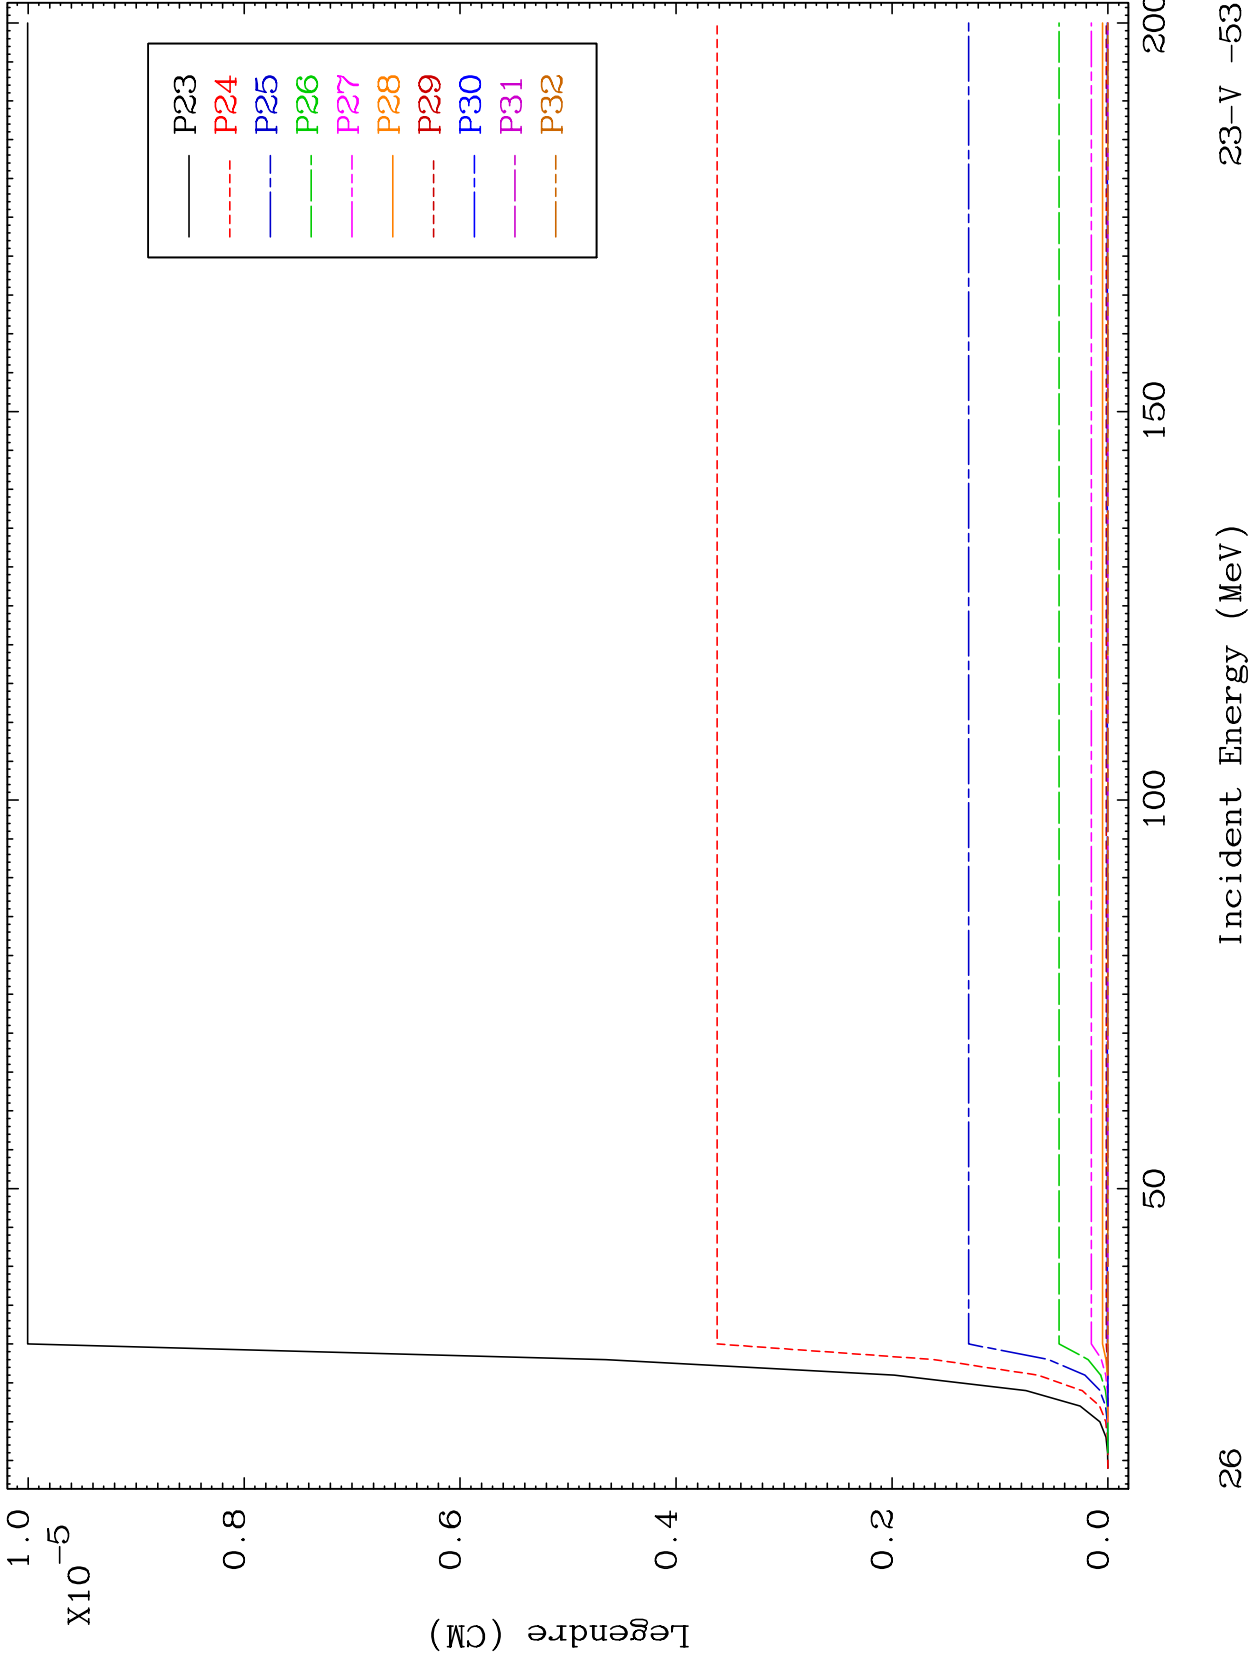 1.0
X10-5
0.8
0.6
0.4
0.2
0.0
Legendre (CM)
P23
P24
P25
P26
P27
P28
P29
P30
P31
P32
50
100
150
200
Incident Energy (MeV)
26
23-V -53